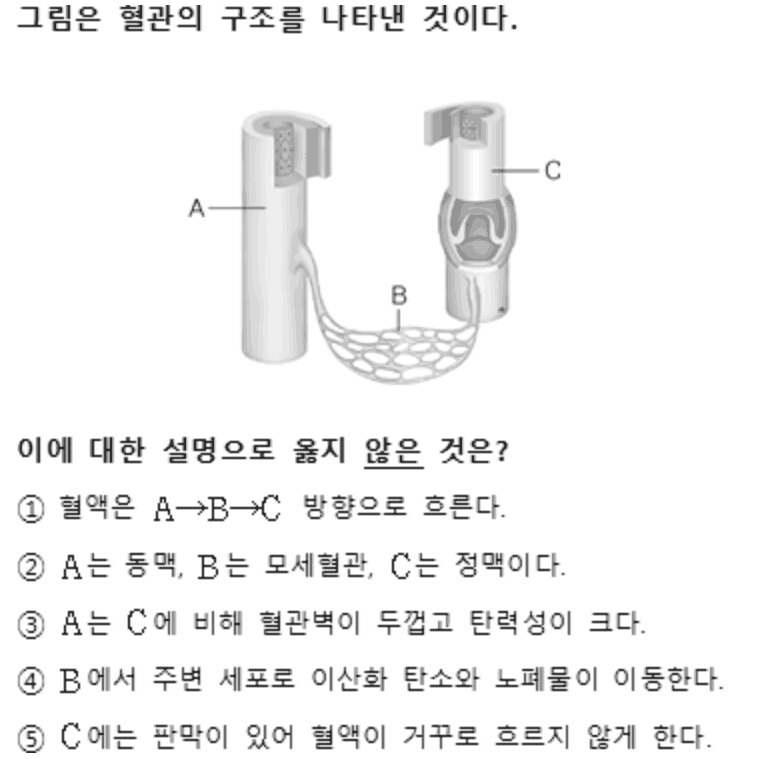 그림은 혈관의 구조를 나타낸 것이다.
A
C
B
이에 대한 설명으로 옳지 않은 것은?
① 혈액은 A→B→C 방향으로 흐른다.
② A는 동맥, B는 모세혈관, C는 정맥이다.
③ A는 C에 비해 혈관벽이 두껍고 탄력성이 크다.
④ B에서 주변 세포로 이산화 탄소와 노폐물이 이동한다.
⑤ C에는 판막이 있어 혈액이 거꾸로 흐르지 않게 한다.